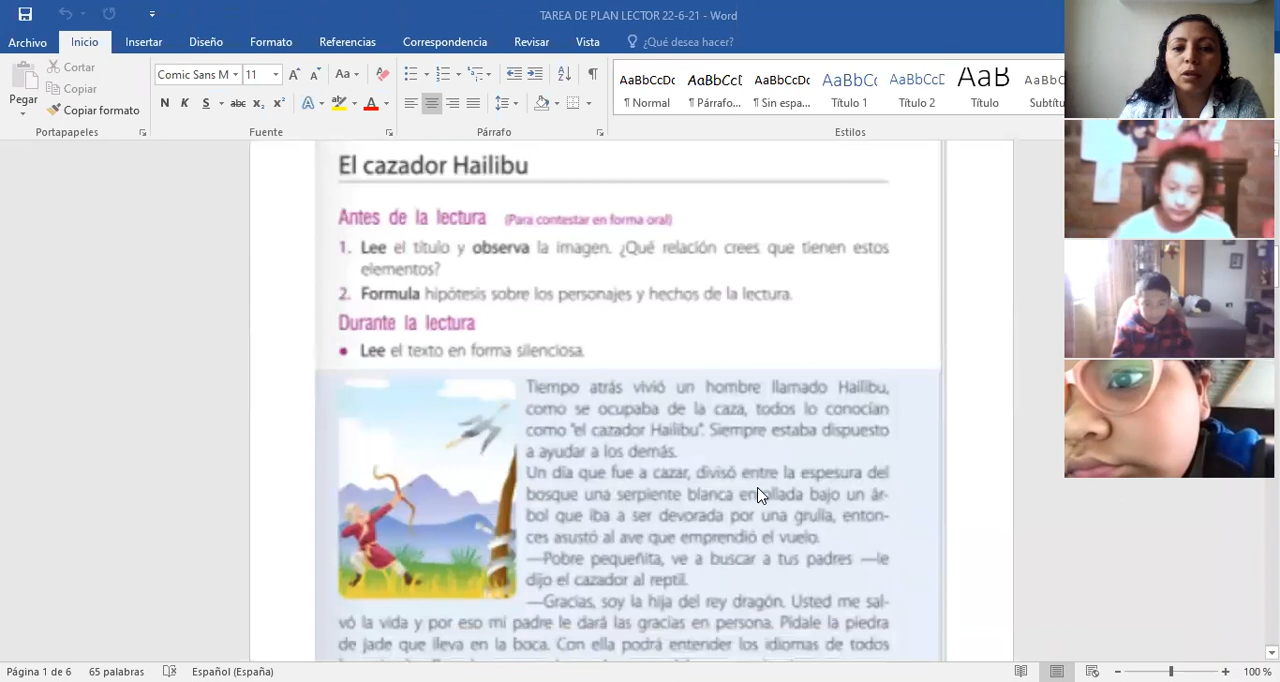 TAREA DE PLAN LECTOR 22-6-21 - Word
Archivo Inicio Insertar Diseño Formato Referencias Correspondencia Revisar Vista ¿Qué desea hacer?
Pegar
Cortar
Copiar
Copiar formato
Portapapeles
Comic Sans M 11
Fuente
Párrafo
AaBbCcDc AaBbCcD AaBbCcDc AaBbC AaBbCcD AaB AaBbC
¶ Normal ¶ Párrafo... ¶ Sin espa... Título 1 Título 2 Título Subtítu
Estilos
El cazador Hailibu
Antes de la lectura (Para contestar en forma oral)
1. Lee el título y observa la imagen. ¿Qué relación crees que tienen estos
elementos?
2. Formula hipótesis sobre los personajes y hechos de la lectura.
Durante la lectura
• Lee el texto en forma silenciosa.
Tiempo atrás vivió un hombre llamado Hailibu,
como se ocupaba de la caza, todos lo conocían
como "el cazador Hailibu". Siempre estaba dispuesto
a ayudar a los demás.
Un día que fue a cazar, divisó entre la espesura del
bosque una serpiente blanca enrollada bajo un ár-
bol que iba a ser devorada por una grulla, enton-
ces asustó al ave que emprendió el vuelo.
—Pobre pequeñita, ve a buscar a tus padres —le
dijo el cazador al reptil.
—Gracias, soy la hija del rey dragón. Usted me sal-
vó la vida y por eso mi padre le dará las gracias en persona. Pídale la piedra
de jade que lleva en la boca. Con ella podrá entender los idiomas de todos
Página 1 de 6 65 palabras Español (España) 100 %